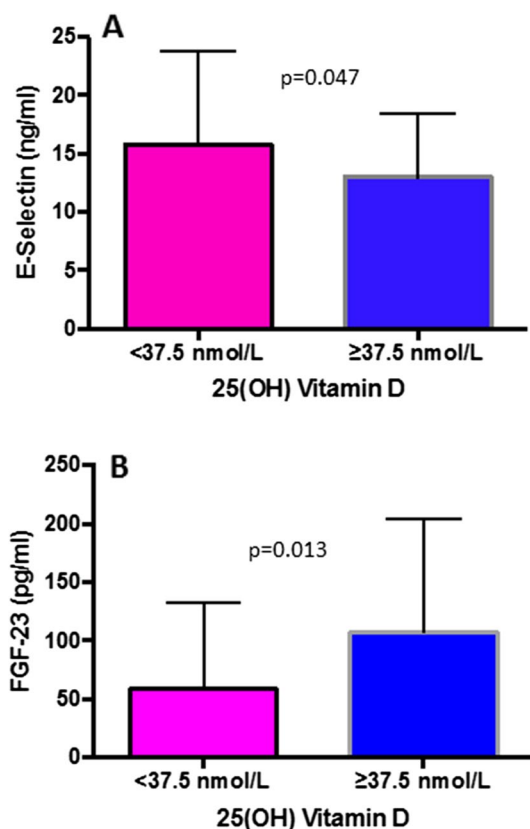 A
25
20
15
10
5
0
E-Selectin (ng/ml)
p=0.047
<37.5 nmol/L ≥37.5 nmol/L
25(OH) Vitamin D
B
250
200
150
100
50
0
FGF-23 (pg/ml)
p=0.013
<37.5 nmol/L ≥37.5 nmol/L
25(OH) Vitamin D